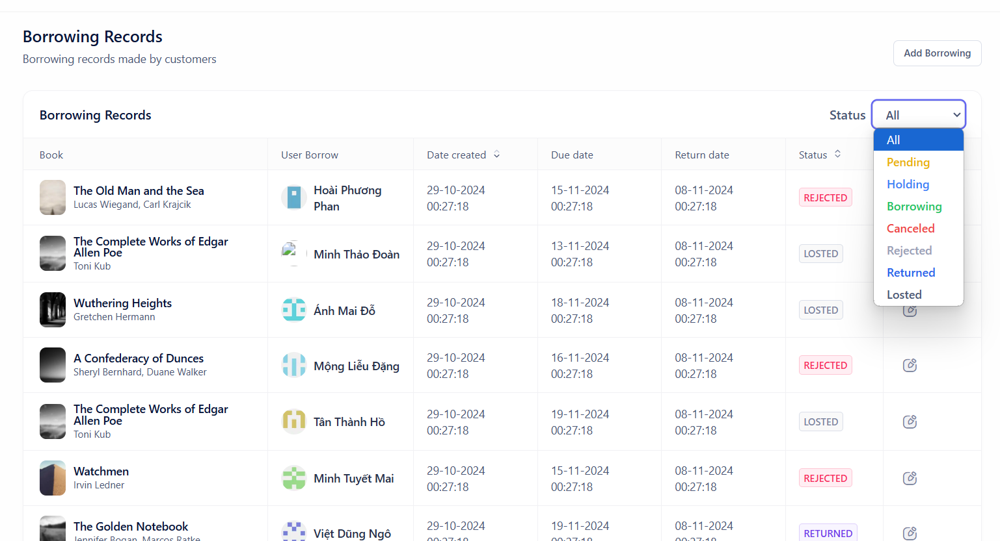 Borrowing Records
Borrowing records made by customers
Add Borrowing
Borrowing Records
Status
All
All
Pending
Holding
Borrowing
Canceled
Rejected
Returned
Losted
Book
User Borrow
Date created
Due date
Return date
Status
The Old Man and the Sea
Lucas Wiegand, Carl Krajcik
Hoài Phương
Phan
29-10-2024
00:27:18
15-11-2024
00:27:18
08-11-2024
00:27:18
REJECTED
The Complete Works of Edgar
Allen Poe
Toni Kub
Minh Thảo Đoàn
29-10-2024
00:27:18
13-11-2024
00:27:18
08-11-2024
00:27:18
LOSTED
Wuthering Heights
Gretchen Hermann
Ánh Mai Đỗ
29-10-2024
00:27:18
18-11-2024
00:27:18
08-11-2024
00:27:18
LOSTED
A Confederacy of Dunces
Sheryl Bernhard, Duane Walker
Mộng Liễu Đặng
29-10-2024
00:27:18
16-11-2024
00:27:18
08-11-2024
00:27:18
REJECTED
The Complete Works of Edgar
Allen Poe
Toni Kub
Tân Thành Hồ
29-10-2024
00:27:18
19-11-2024
00:27:18
08-11-2024
00:27:18
LOSTED
Watchmen
Irvin Ledner
Minh Tuyết Mai
29-10-2024
00:27:18
15-11-2024
00:27:18
08-11-2024
00:27:18
REJECTED
The Golden Notebook
Jennifer Bogan, Marcos Ratke
Việt Dũng Ngô
29-10-2024
00:27:18
19-11-2024
00:27:18
08-11-2024
00:27:18
RETURNED